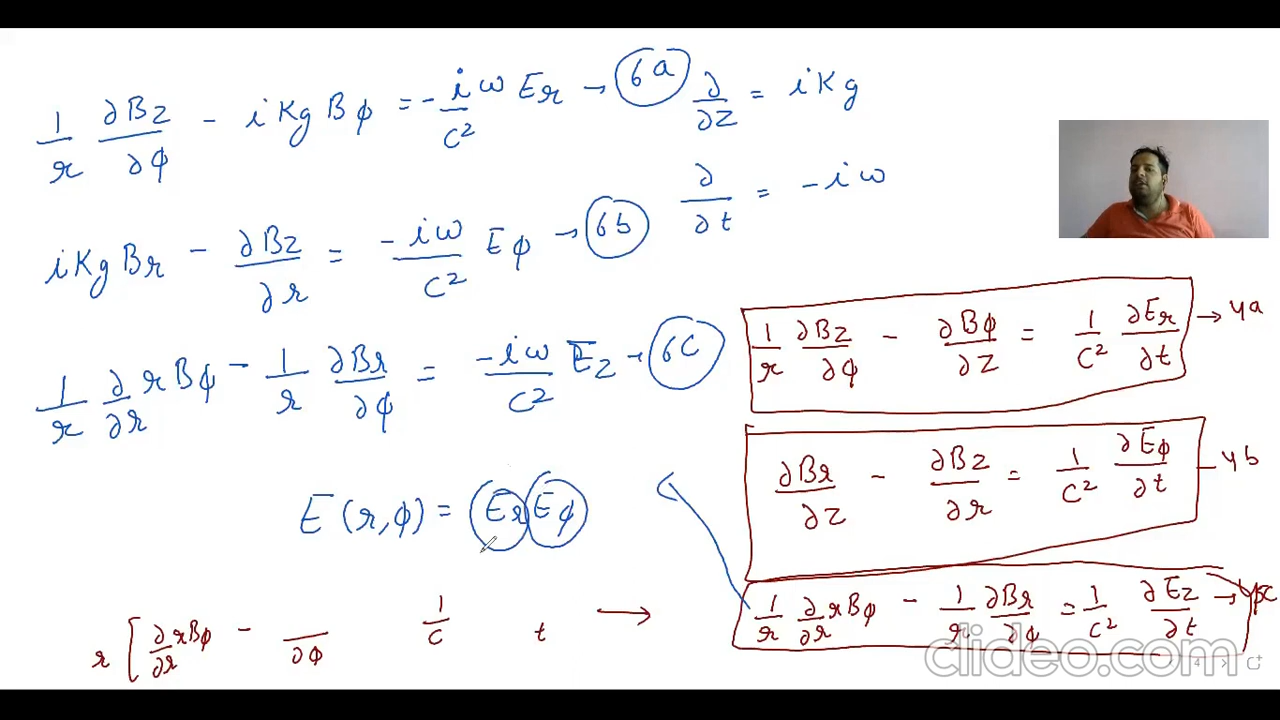 1/r ∂Bz/∂φ - iKg Bφ = -iω/c² Er → 6a
∂/∂z = iKg
∂/∂t = -iω
iKg Br - ∂Bz/∂r = -iω/c² Eφ → 6b
1/r ∂/∂r rBφ - 1/r ∂Br/∂φ = -iω/c² Ez → 6c
1/r ∂Bz/∂φ - ∂Bφ/∂z = 1/c² ∂Er/∂t → 4a
∂Br/∂z - ∂Bz/∂r = 1/c² ∂Eφ/∂t - 4b
E(r,φ) = Er Eφ
1/r ∂/∂r rBφ - 1/r ∂Br/∂φ = 1/c² ∂Ez/∂t →
r [ ∂rBφ/∂r - /∂φ 1/c t →
clideo.com